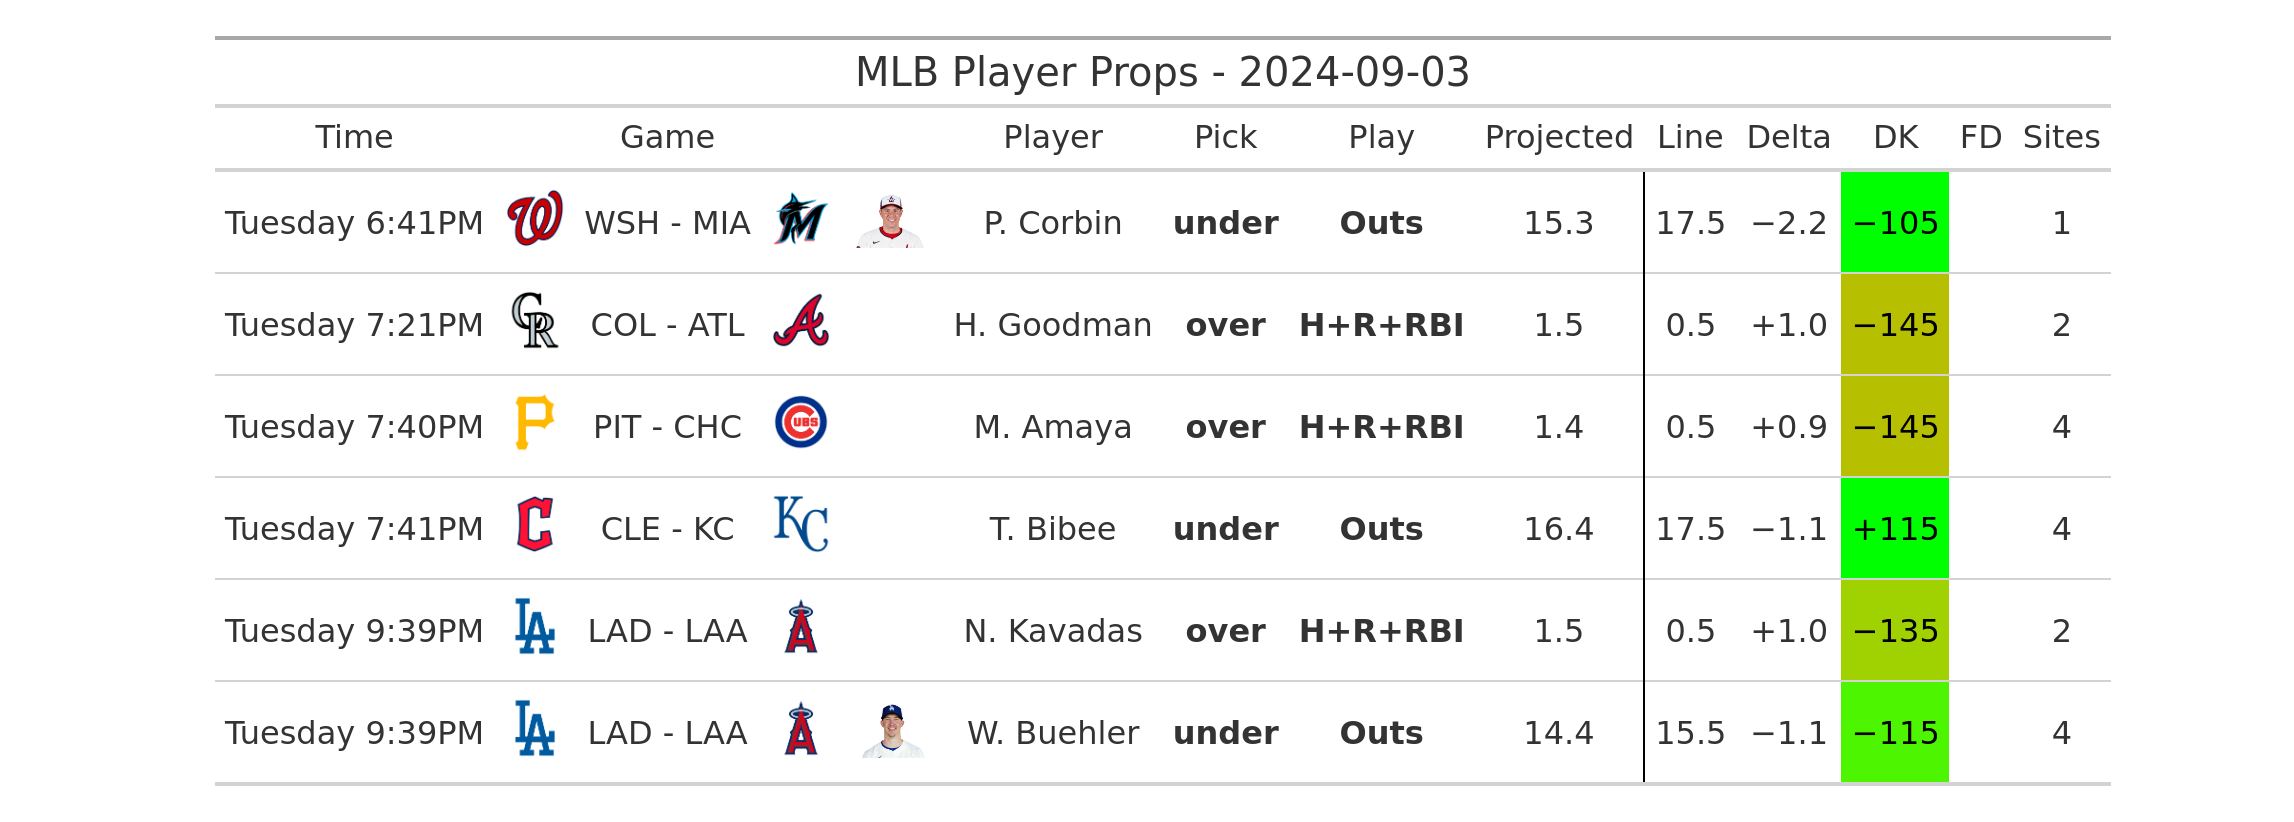 MLB Player Props - 2024-09-03
Time Game Player Pick Play Projected Line Delta DK FD Sites
Tuesday 6:41PM W WSH - MIA M P. Corbin under Outs 15.3 17.5 −2.2 −105 1
Tuesday 7:21PM CR COL - ATL A H. Goodman over H+R+RBI 1.5 0.5 +1.0 −145 2
Tuesday 7:40PM P PIT - CHC CUBS M. Amaya over H+R+RBI 1.4 0.5 +0.9 −145 4
Tuesday 7:41PM C CLE - KC KC T. Bibee under Outs 16.4 17.5 −1.1 +115 4
Tuesday 9:39PM LA LAD - LAA A N. Kavadas over H+R+RBI 1.5 0.5 +1.0 −135 2
Tuesday 9:39PM LA LAD - LAA A W. Buehler under Outs 14.4 15.5 −1.1 −115 4